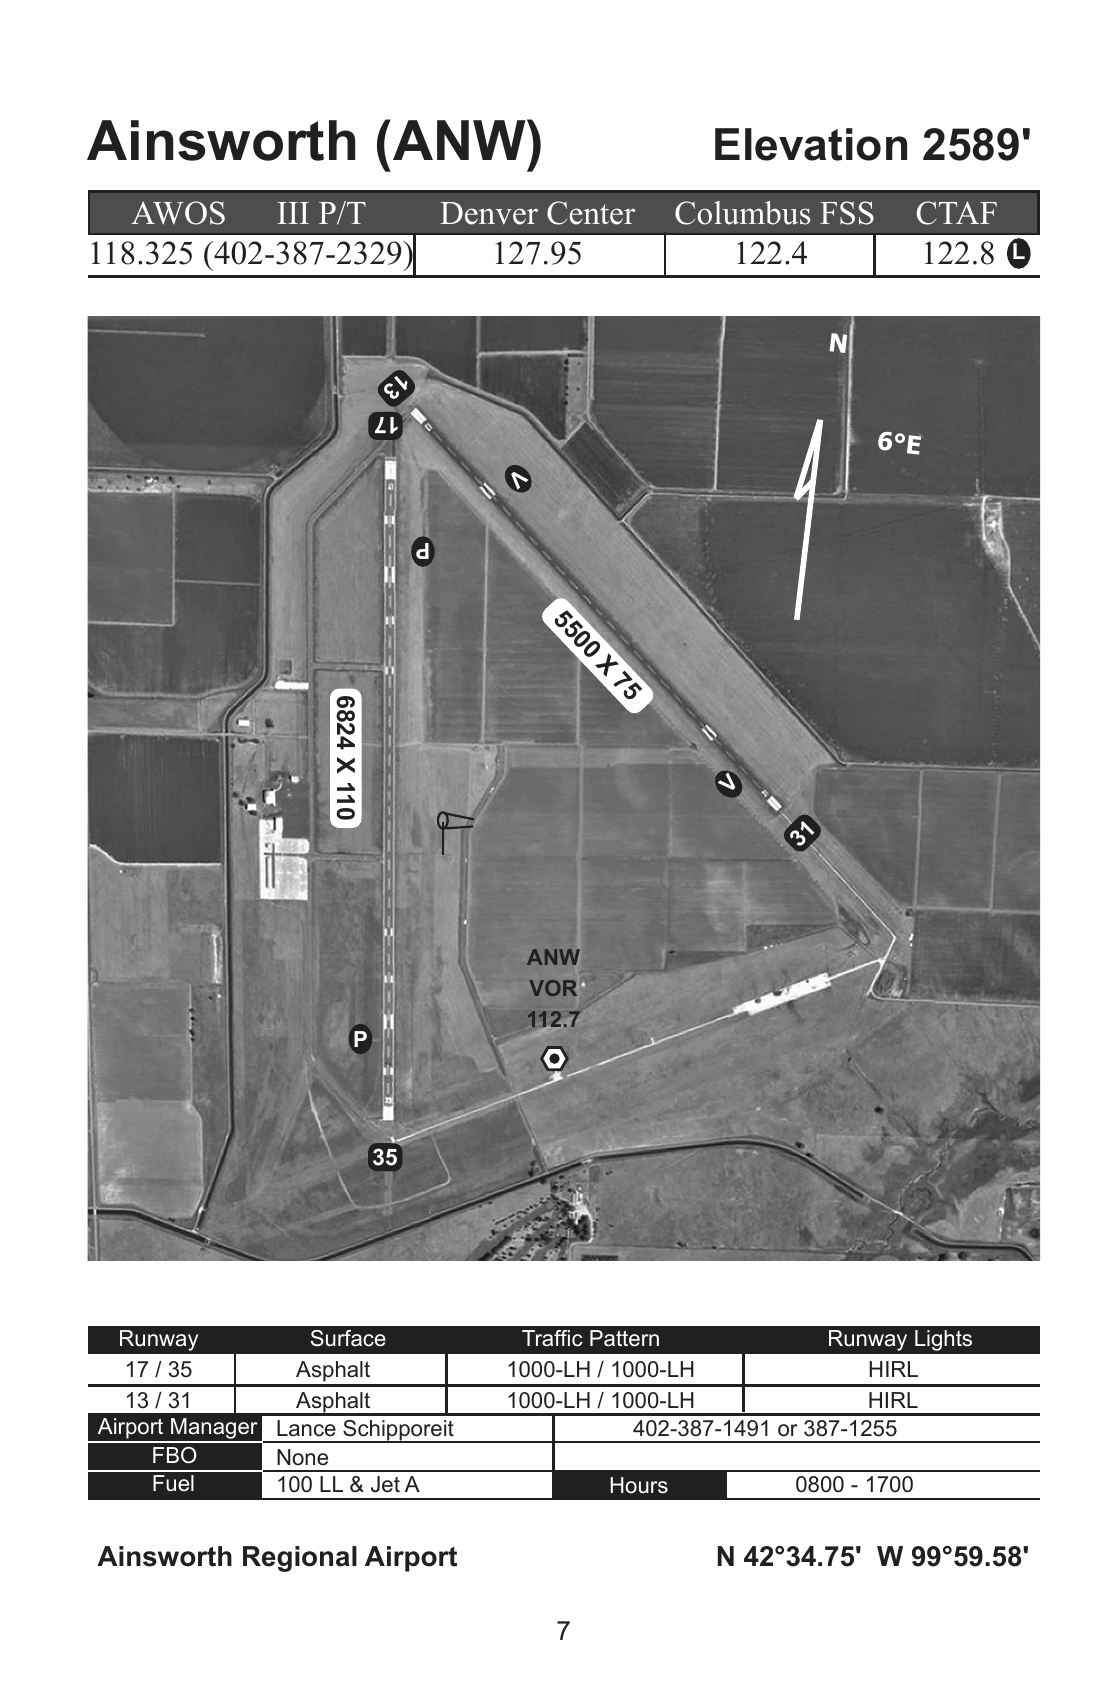 Ainsworth (ANW) Elevation 2589'
AWOS III P/T Denver Center Columbus FSS CTAF
118.325 (402-387-2329) 127.95 122.4 122.8 L
N
13
17
6°E
V
P
5500 X 75
6824 X 110
V
31
ANW
VOR
112.7
P
35
Runway Surface Traffic Pattern Runway Lights
17 / 35 Asphalt 1000-LH / 1000-LH HIRL
13 / 31 Asphalt 1000-LH / 1000-LH HIRL
Airport Manager Lance Schipporeit 402-387-1491 or 387-1255
FBO None
Fuel 100 LL & Jet A Hours 0800 - 1700
Ainsworth Regional Airport N 42°34.75' W 99°59.58'
7